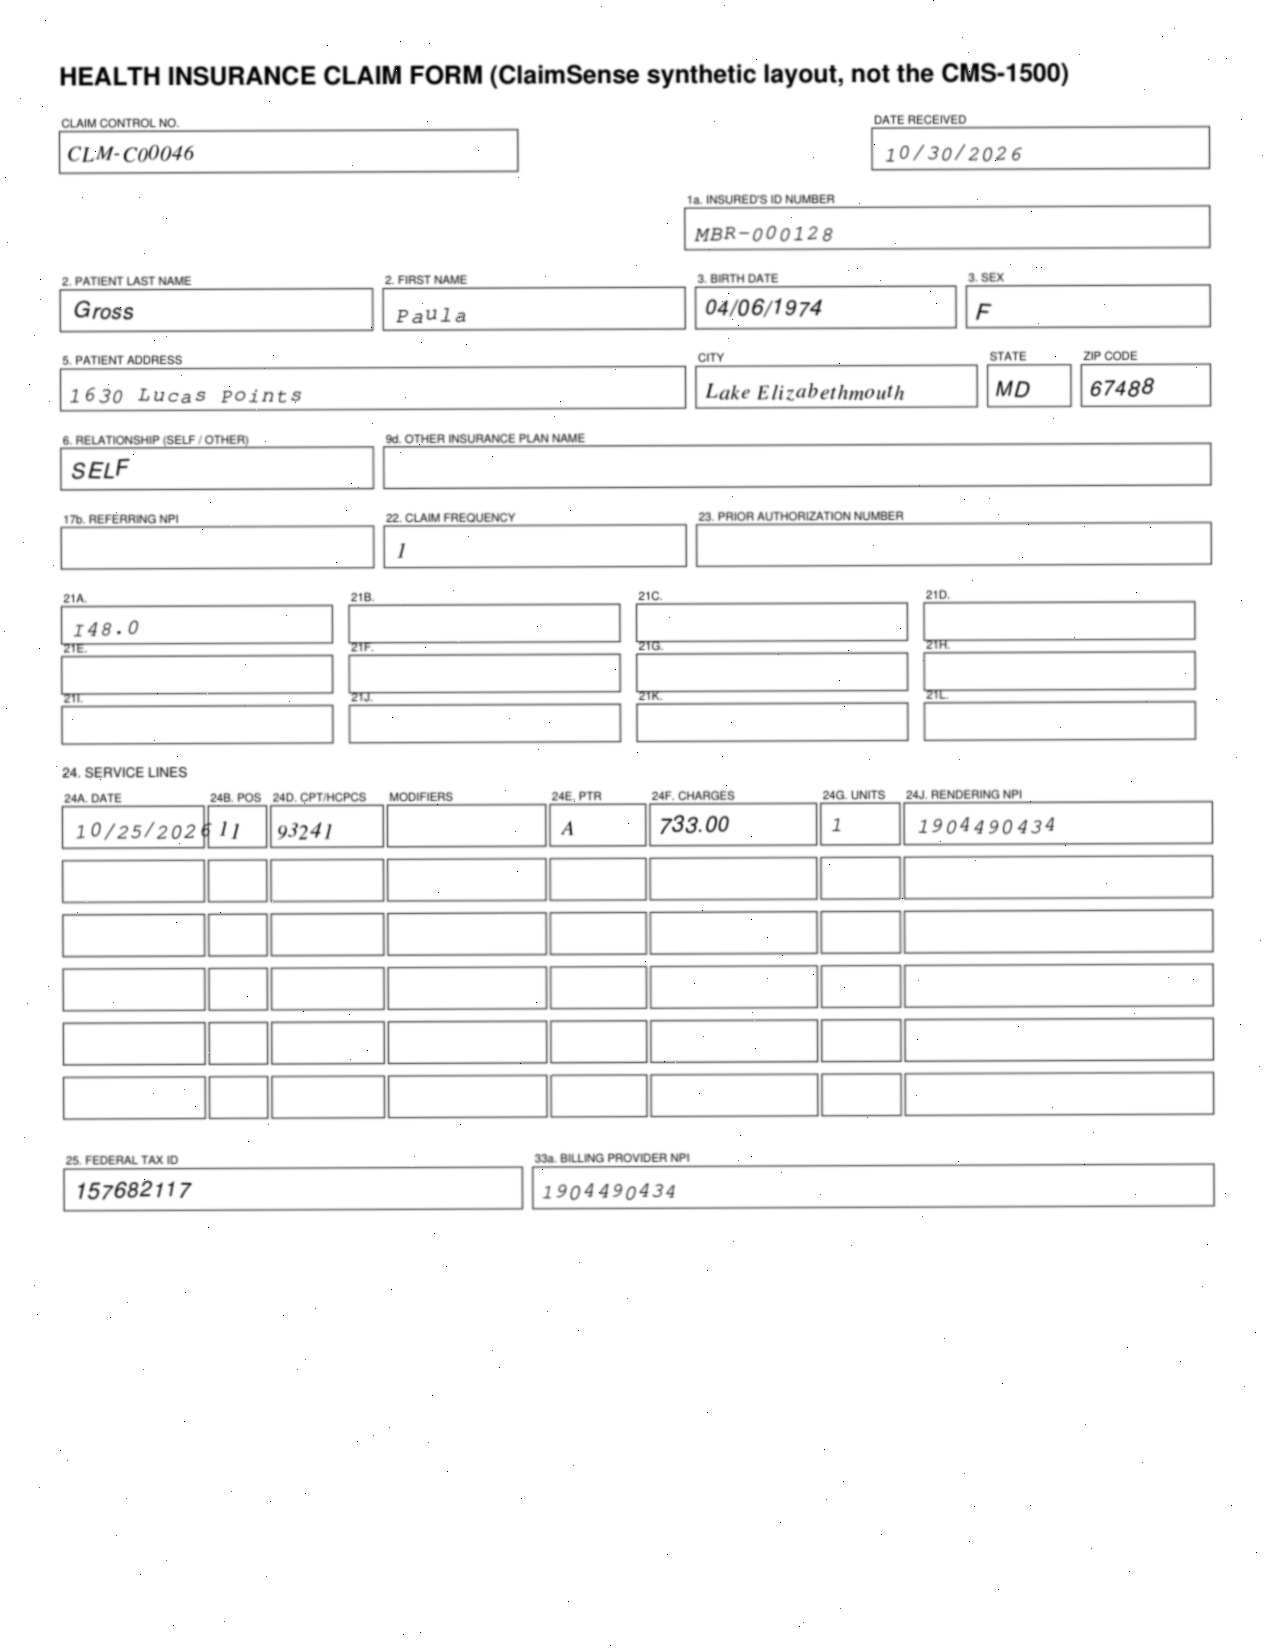 HEALTH INSURANCE CLAIM FORM (ClaimSense synthetic layout, not the CMS-1500)
CLAIM CONTROL NO. DATE RECEIVED
CLM-C00046 10/30/2026
1a. INSURED'S ID NUMBER
MBR-000128
2. PATIENT LAST NAME 2. FIRST NAME 3. BIRTH DATE 3. SEX
Gross Paula 04/06/1974 F
5. PATIENT ADDRESS CITY STATE ZIP CODE
1630 Lucas Points Lake Elizabethmouth MD 67488
6. RELATIONSHIP (SELF / OTHER) 9d. OTHER INSURANCE PLAN NAME
SELF
17b. REFERRING NPI 22. CLAIM FREQUENCY 23. PRIOR AUTHORIZATION NUMBER
1
21A. 21B. 21C. 21D.
I48.0
21E. 21F. 21G. 21H.
21I. 21J. 21K. 21L.
24. SERVICE LINES
24A. DATE 24B. POS 24D. CPT/HCPCS MODIFIERS 24E. PTR 24F. CHARGES 24G. UNITS 24J. RENDERING NPI
10/25/2026 11 93241 A 733.00 1 1904490434
25. FEDERAL TAX ID 33a. BILLING PROVIDER NPI
157682117 1904490434